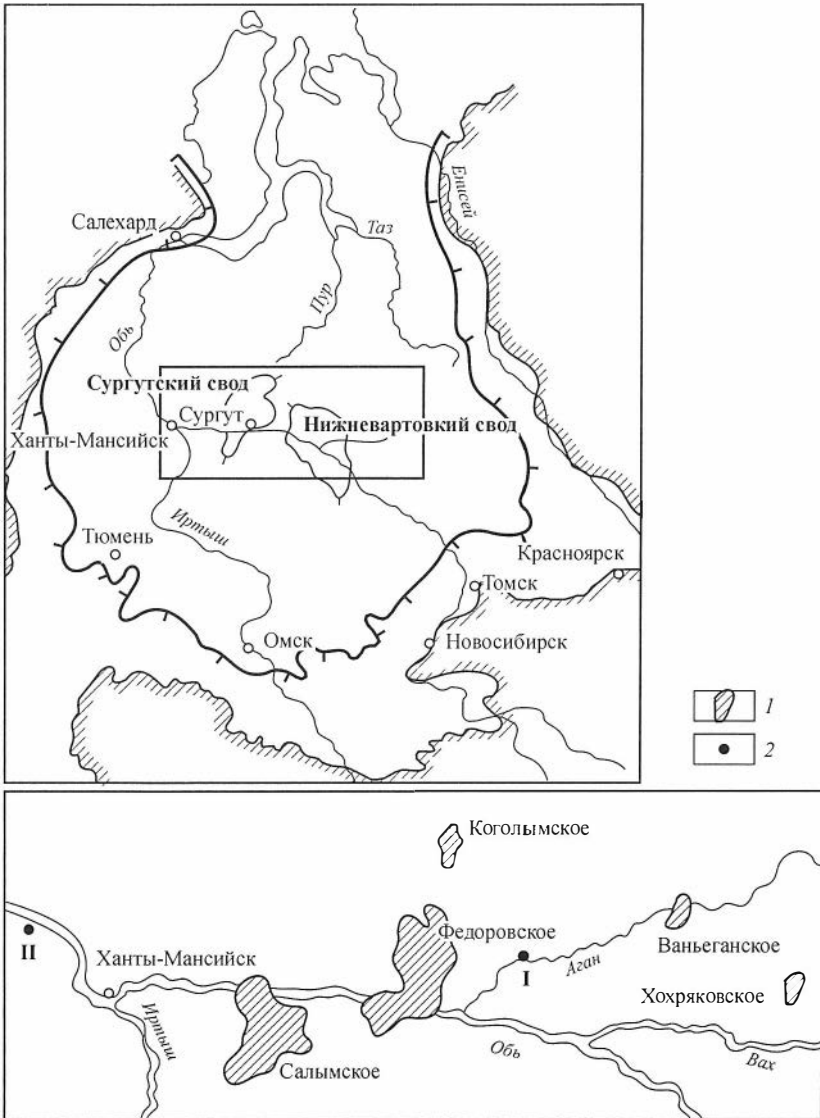 Енисей
Салехард
Таз
Пур
Обь
Сургутский свод
Сургут
Нижневартовкий свод
Ханты-Мансийск
Иртыш
Тюмень
Красноярск
Томск
Омск
Новосибирск
1
2
Коголымское
Федоровское
II
I
Аган
Ваньеганское
Ханты-Мансийск
Хохряковское
Иртыш
Салымское
Обь
Вах